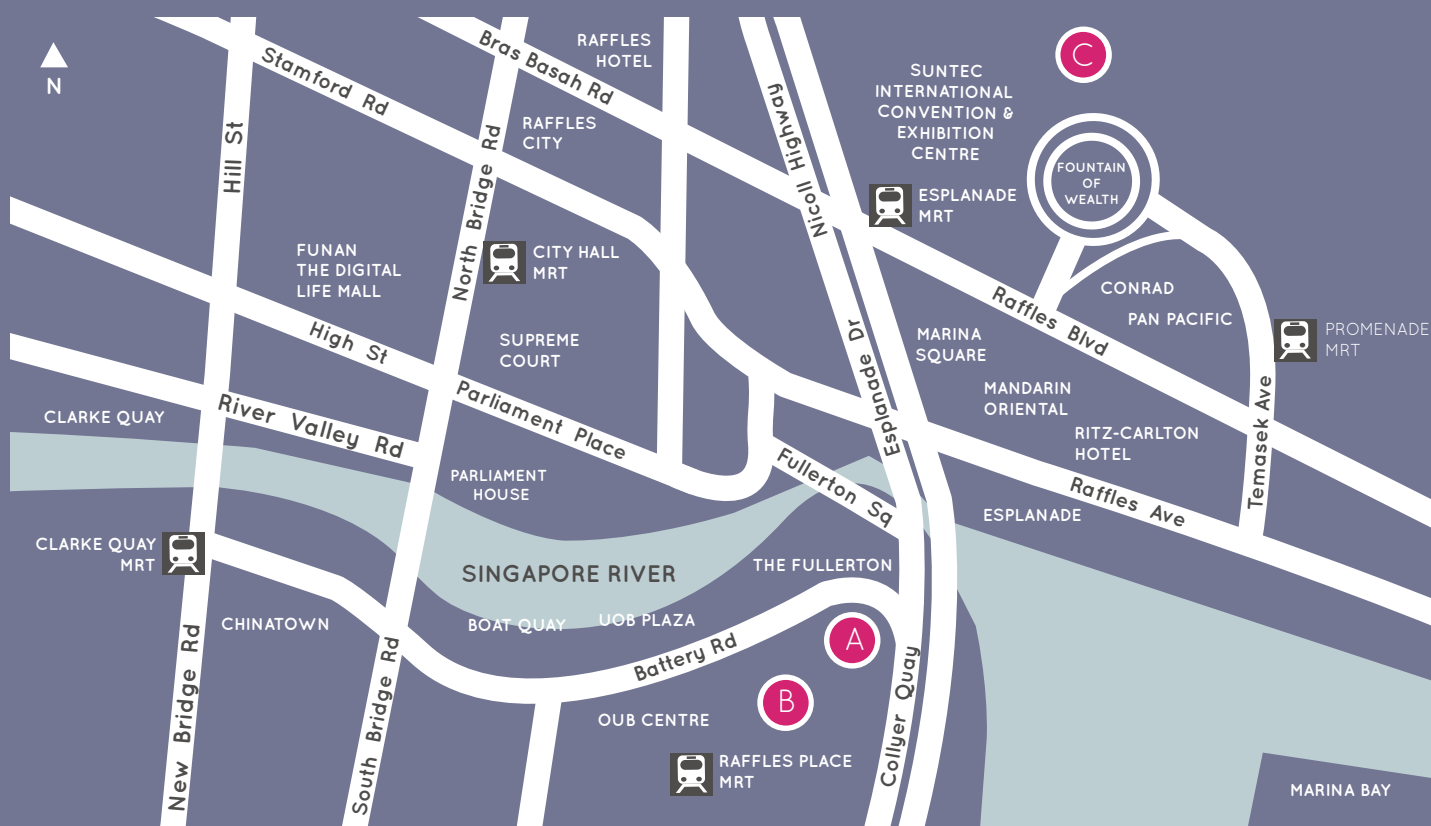 N
Stamford Rd
Bras Basah Rd
RAFFLES
HOTEL
C
SUNTEC
INTERNATIONAL
CONVENTION &
EXHIBITION
CENTRE
Nicoll Highway
Hill St
North Bridge Rd
RAFFLES
CITY
FOUNTAIN
OF
WEALTH
ESPLANADE
MRT
FUNAN
THE DIGITAL
LIFE MALL
CITY HALL
MRT
CONRAD
PAN PACIFIC
Raffles Blvd
PROMENADE
MRT
High St
SUPREME
COURT
Esplanade Dr
MARINA
SQUARE
MANDARIN
ORIENTAL
Temasek Ave
CLARKE QUAY
River Valley Rd
Parliament Place
RITZ-CARLTON
HOTEL
PARLIAMENT
HOUSE
Fullerton Sq
Raffles Ave
ESPLANADE
CLARKE QUAY
MRT
SINGAPORE RIVER
THE FULLERTON
CHINATOWN
BOAT QUAY
UOB PLAZA
A
Battery Rd
New Bridge Rd
South Bridge Rd
B
OUB CENTRE
Collyer Quay
RAFFLES PLACE
MRT
MARINA BAY